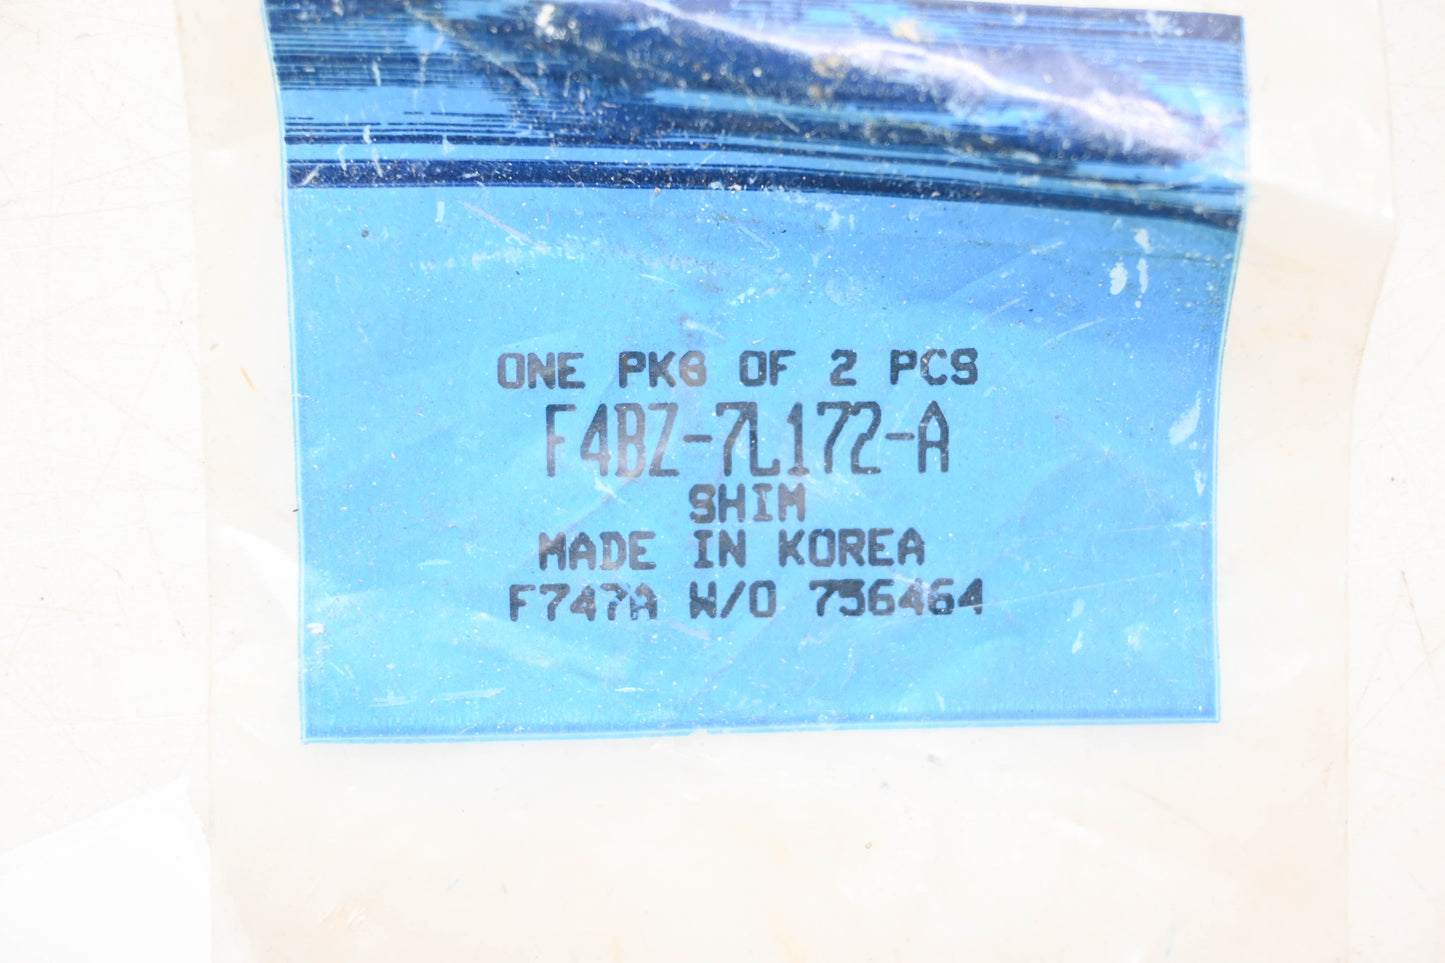 ONE PKG OF 2 PCS
F4BZ-7L172-A
SHIM
MADE IN KOREA
F747A W/O 736464